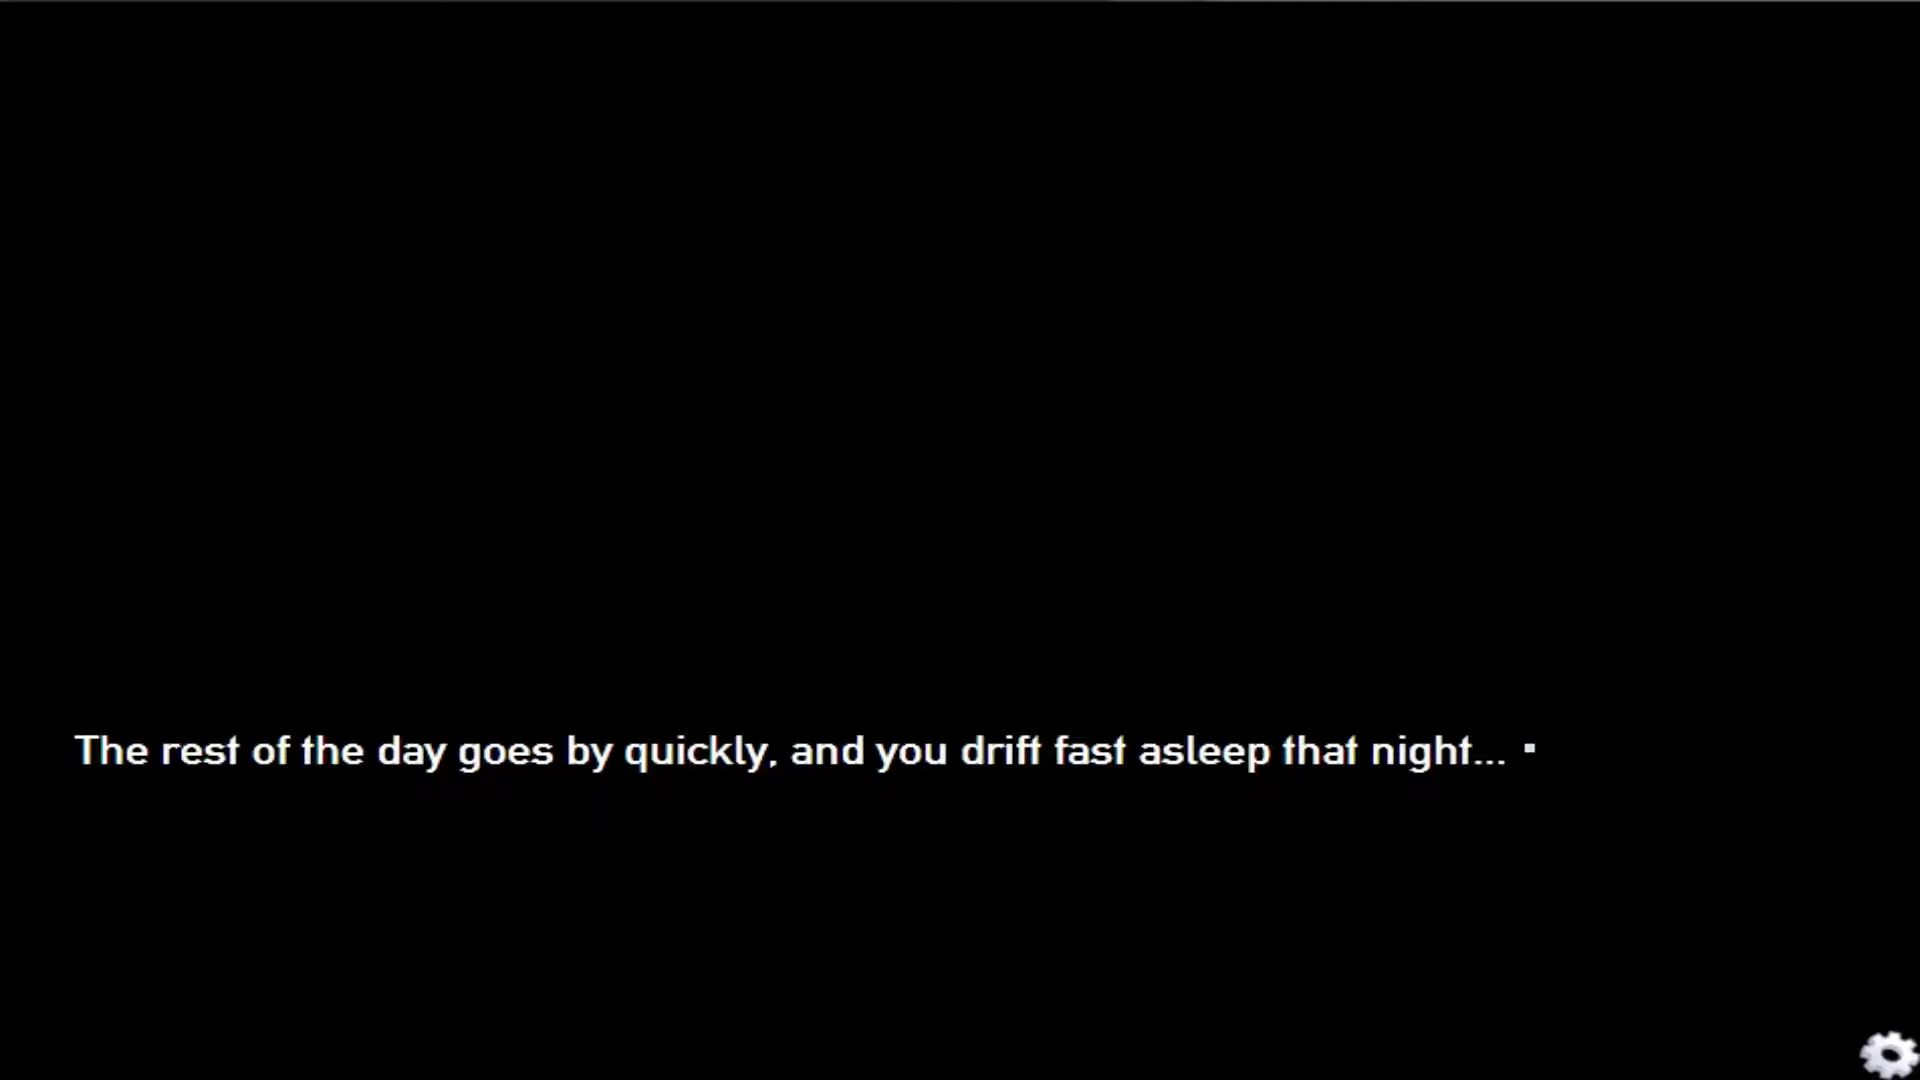 The rest of the day goes by quickly, and you drift fast asleep that night...